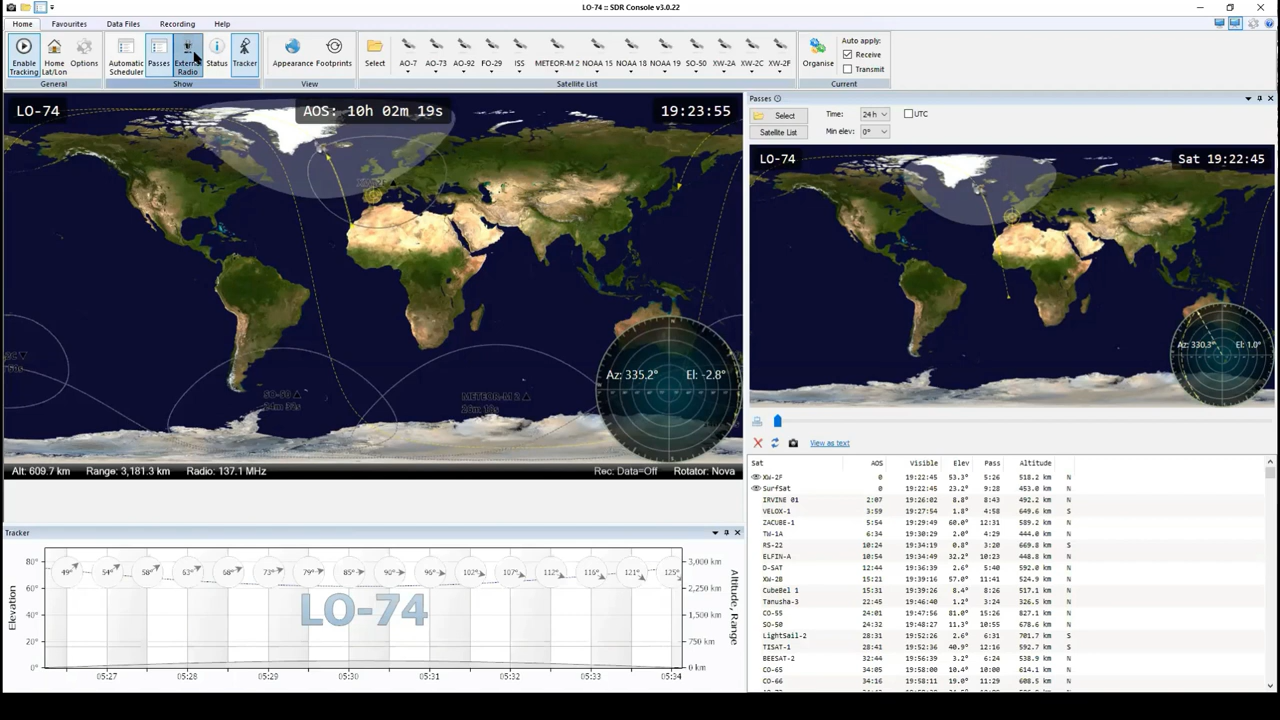 LO-74 :: SDR Console v3.0.22
Home Favourites Data Files Recording Help
Enable Tracking
Home Lat/Lon
Options
General
Automatic Scheduler
Passes
External Radio
Status
Tracker
Show
Appearance
Footprints
View
Select
AO-7 AO-73 AO-92 FO-29 ISS METEOR-M 2 NOAA 15 NOAA 18 NOAA 19 SO-50 XW-2A XW-2C XW-2F
Satellite List
Organise
Auto apply:
Receive
Transmit
Current
LO-74
AOS: 10h 02m 19s
19:23:55
SO-50
24m 38s
METEOR-M 2
Az: 335.2° El: -2.8°
Alt: 609.7 km Range: 3,181.3 km Radio: 137.1 MHz Rec: Data=Off Rotator: Nova
Passes
Select Time: 24 h UTC
Satellite List Min elev: 0°
LO-74 Sat 19:22:45
Az: 330.3° El: 1.0°
View as text
Sat AOS Visible Elev Pass Altitude
XW-2F 0 19:22:45 53.3° 5:26 518.2 km N
SurfSat 0 19:22:45 23.2° 9:28 453.0 km N
IRVINE 01 2:07 19:26:02 8.8° 8:43 492.2 km N
VELOX-1 3:59 19:27:54 1.8° 4:58 649.6 km S
ZACUBE-1 5:54 19:29:49 60.0° 12:31 589.2 km N
TW-1A 6:34 19:30:29 2.0° 4:29 444.0 km N
RS-22 10:24 19:34:19 0.8° 3:20 669.8 km S
ELFIN-A 10:54 19:34:49 32.2° 10:23 448.8 km N
D-SAT 12:44 19:36:39 2.6° 5:40 592.0 km N
XW-2B 15:21 19:39:16 57.0° 11:41 524.9 km N
CubeBel 1 15:31 19:39:26 8.4° 8:26 517.1 km N
Tanusha-3 22:45 19:46:40 1.2° 3:24 326.5 km N
CO-55 24:01 19:47:56 81.0° 15:26 827.1 km N
SO-50 24:32 19:48:27 11.3° 10:55 678.6 km N
LightSail-2 28:31 19:52:26 2.6° 6:31 701.7 km S
TISAT-1 28:41 19:52:36 40.9° 12:16 592.7 km S
BEESAT-2 32:44 19:56:39 3.2° 6:24 538.9 km N
CO-65 34:05 19:58:00 10.4° 10:00 614.1 km N
CO-66 34:16 19:58:11 19.0° 11:29 608.5 km N
Tracker
Elevation
80° 60° 40° 20° 0°
49° 54° 58° 63° 68° 73° 79° 85° 90° 96° 102° 107° 112° 116° 121° 125°
LO-74
3,000 km
2,250 km
1,500 km
750 km
0 km
Altitude, Range
05:27 05:28 05:29 05:30 05:31 05:32 05:33 05:34